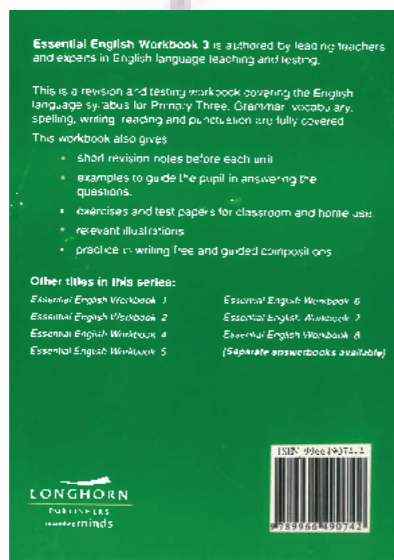 Essential English Workbook 3 is authored by leading teachers
and experts in English language teaching and testing.
This is a revision and testing workbook covering the English
language syllabus for Primary Three. Grammar, vocabulary,
spelling, writing, reading and punctuation are fully covered.
This workbook also gives
• short revision notes before each unit
• examples to guide the pupil in answering the
questions.
• exercises and test papers for classroom and home use.
• relevant illustrations
• practice in writing free and guided compositions
Other titles in this series:
Essential English Workbook 1
Essential English Workbook 2
Essential English Workbook 4
Essential English Workbook 5
Essential English Workbook 6
Essential English Workbook 7
Essential English Workbook 8
(Separate answerbooks available)
LONGHORN
PUBLISHERS
minds
ISBN
9789966490742